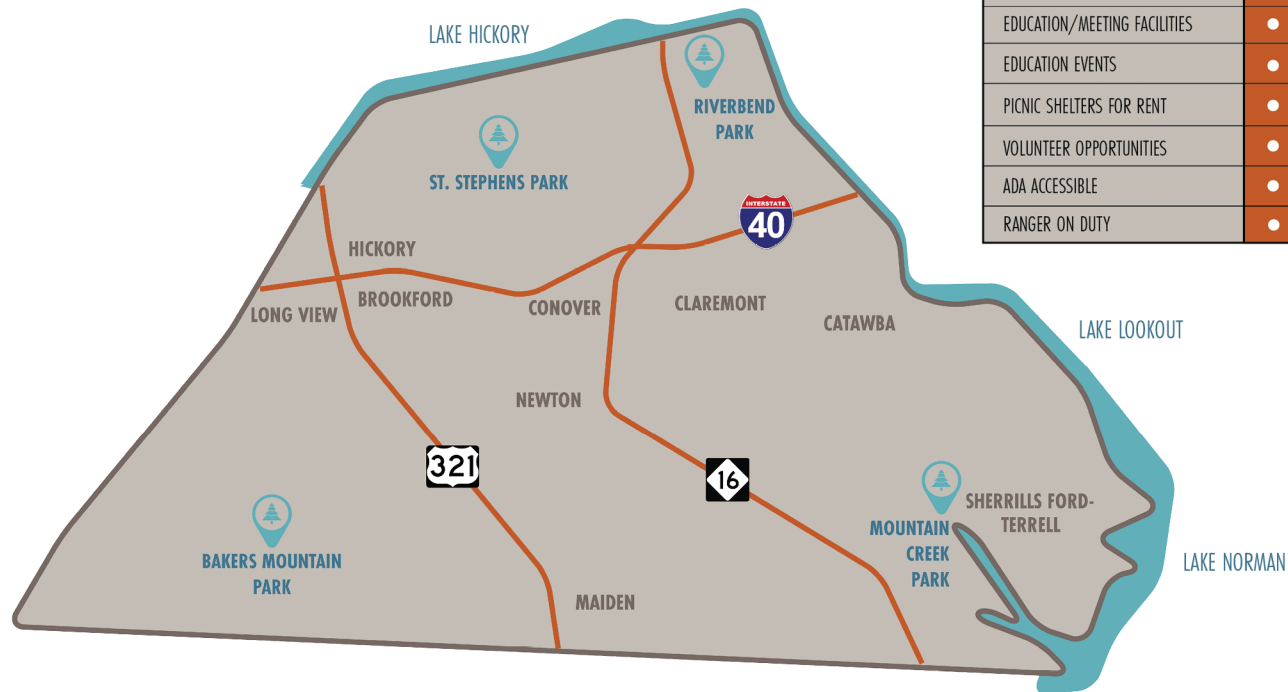 LAKE HICKORY
RIVERBEND
PARK
ST. STEPHENS PARK
INTERSTATE
40
HICKORY
LONG VIEW
BROOKFORD
CONOVER
CLAREMONT
CATAWBA
LAKE LOOKOUT
NEWTON
321
16
BAKERS MOUNTAIN
PARK
MAIDEN
MOUNTAIN
CREEK
PARK
SHERRILLS FORD-
TERRELL
LAKE NORMAN
EDUCATION/MEETING FACILITIES
EDUCATION EVENTS
PICNIC SHELTERS FOR RENT
VOLUNTEER OPPORTUNITIES
ADA ACCESSIBLE
RANGER ON DUTY